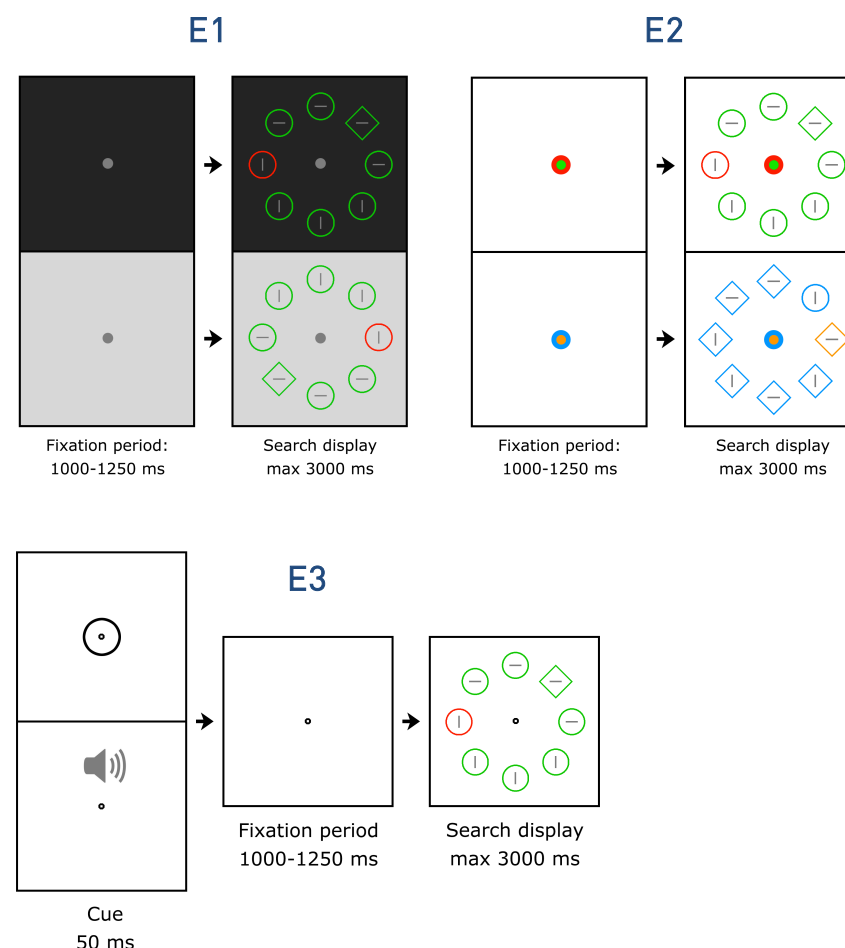 E1
E2
Fixation period:
1000-1250 ms
Search display
max 3000 ms
Fixation period:
1000-1250 ms
Search display
max 3000 ms
E3
Fixation period
1000-1250 ms
Search display
max 3000 ms
Cue
50 ms